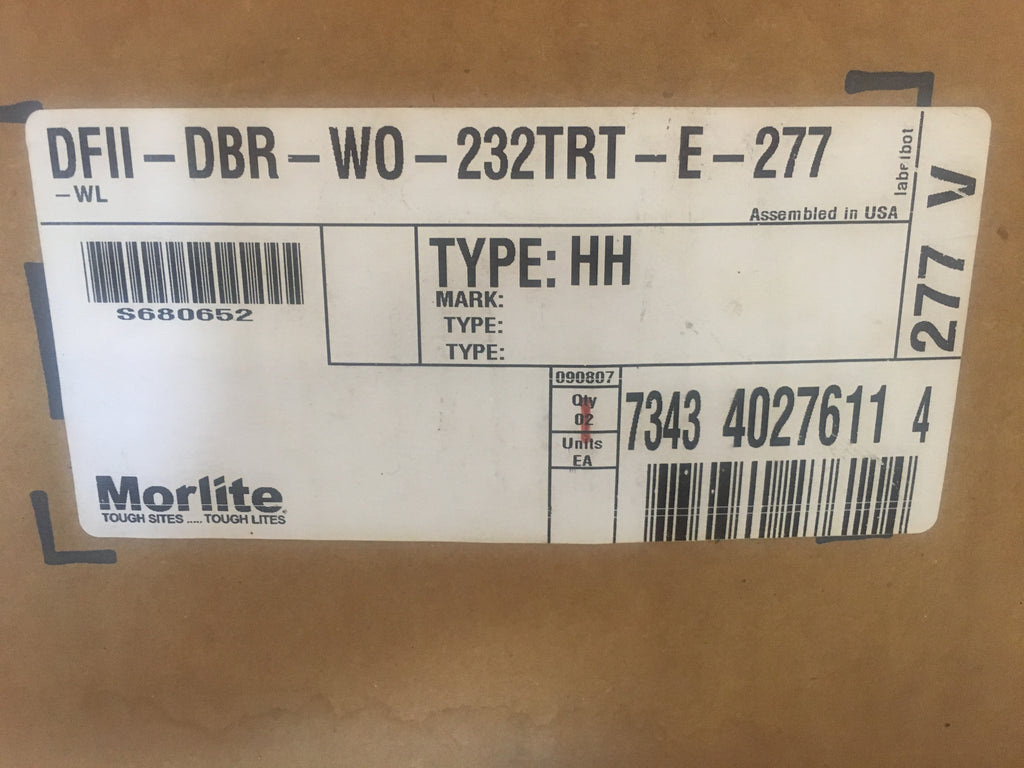 DFII-DBR-WO-232TRT-E-277
-WL
Assembled in USA
277 V
S680652
TYPE: HH
MARK:
TYPE:
TYPE:
090807
Qty
02
Units
EA
7343 4027611 4
Morlite
TOUGH SITES ..... TOUGH LITES